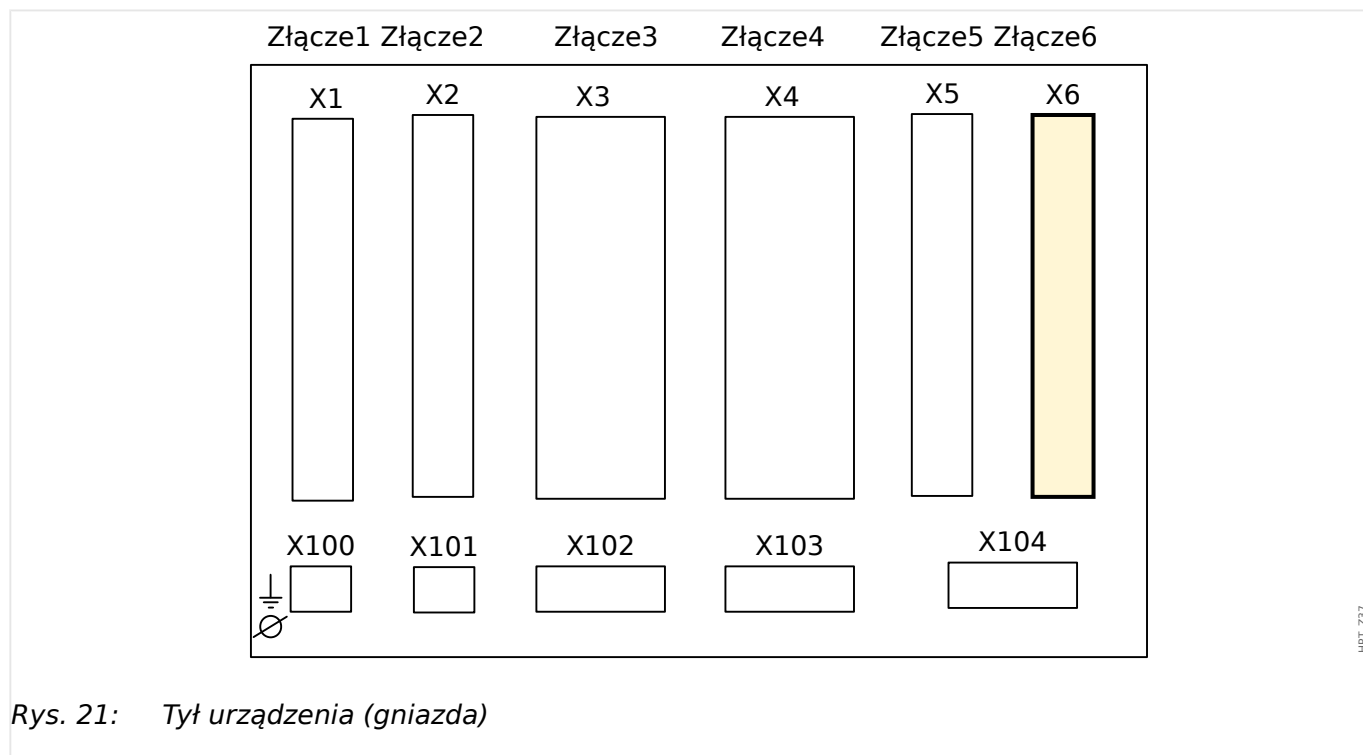 Złącze1 Złącze2 Złącze3 Złącze4 Złącze5 Złącze6
X1 X2 X3 X4 X5 X6
X100 X101 X102 X103 X104
Rys. 21: Tył urządzenia (gniazda)